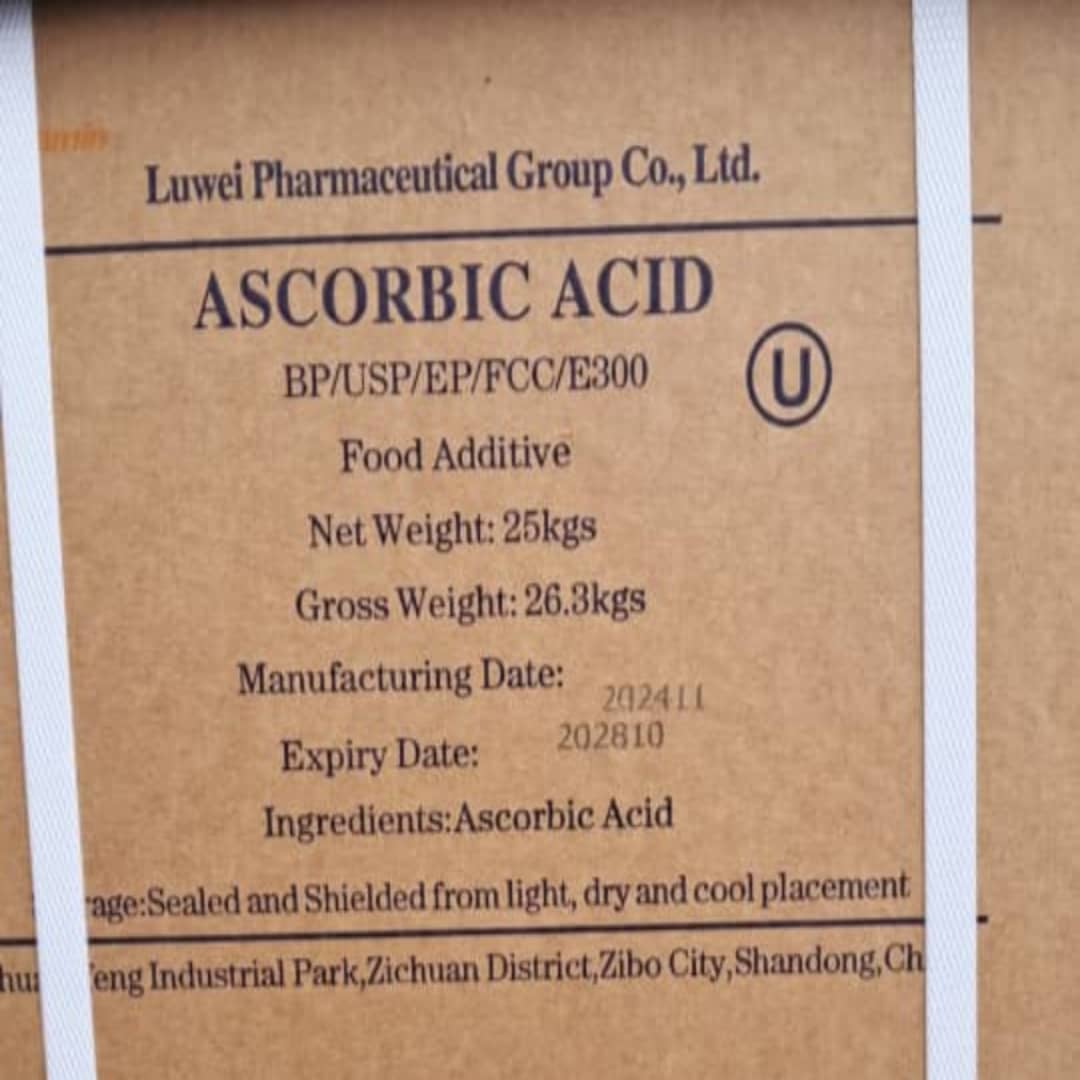 Luwei Pharmaceutical Group Co., Ltd.
ASCORBIC ACID
BP/USP/EP/FCC/E300
U
Food Additive
Net Weight: 25kgs
Gross Weight: 26.3kgs
Manufacturing Date: 202411
Expiry Date: 202810
Ingredients:Ascorbic Acid
age:Sealed and Shielded from light, dry and cool placement
eng Industrial Park,Zichuan District,Zibo City,Shandong,Ch